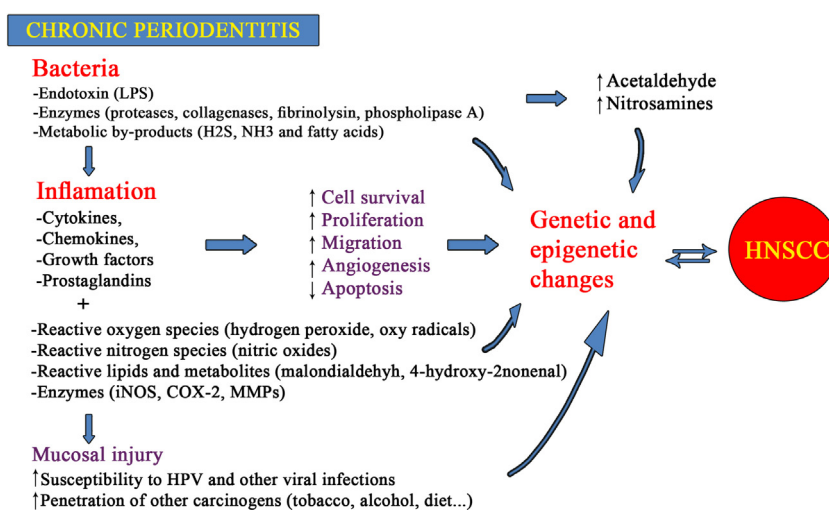 CHRONIC PERIODENTITIS
Bacteria
-Endotoxin (LPS)
-Enzymes (proteases, collagenases, fibrinolysin, phospholipase A)
-Metabolic by-products (H2S, NH3 and fatty acids)
↑ Acetaldehyde
↑ Nitrosamines
Inflamation
-Cytokines,
-Chemokines,
-Growth factors
-Prostaglandins
+
↑ Cell survival
↑ Proliferation
↑ Migration
↑ Angiogenesis
↓ Apoptosis
Genetic and
epigenetic
changes
HNSCC
-Reactive oxygen species (hydrogen peroxide, oxy radicals)
-Reactive nitrogen species (nitric oxides)
-Reactive lipids and metabolites (malondialdehyh, 4-hydroxy-2nonenal)
-Enzymes (iNOS, COX-2, MMPs)
Mucosal injury
↑Susceptibility to HPV and other viral infections
↑Penetration of other carcinogens (tobacco, alcohol, diet...)